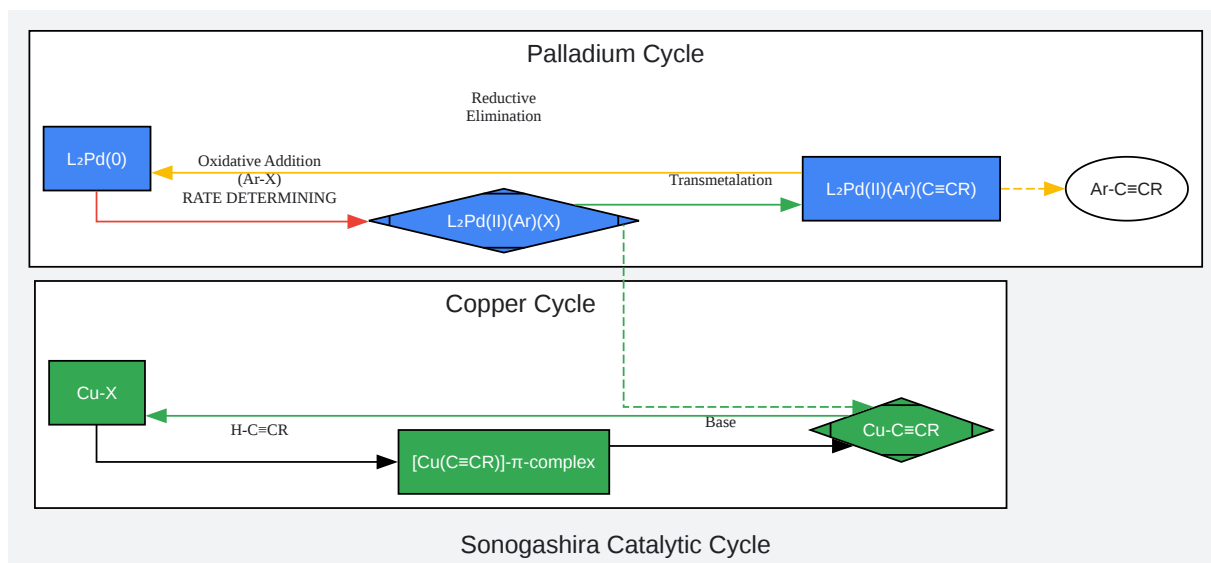 Palladium Cycle
Reductive
Elimination
L₂Pd(0)
Oxidative Addition
(Ar-X)
RATE DETERMINING
Transmetalation
L₂Pd(II)(Ar)(C≡CR)
Ar-C≡CR
L₂Pd(II)(Ar)(X)
Copper Cycle
Cu-X
H-C≡CR
Base
Cu-C≡CR
[Cu(C≡CR)]-π-complex
Sonogashira Catalytic Cycle